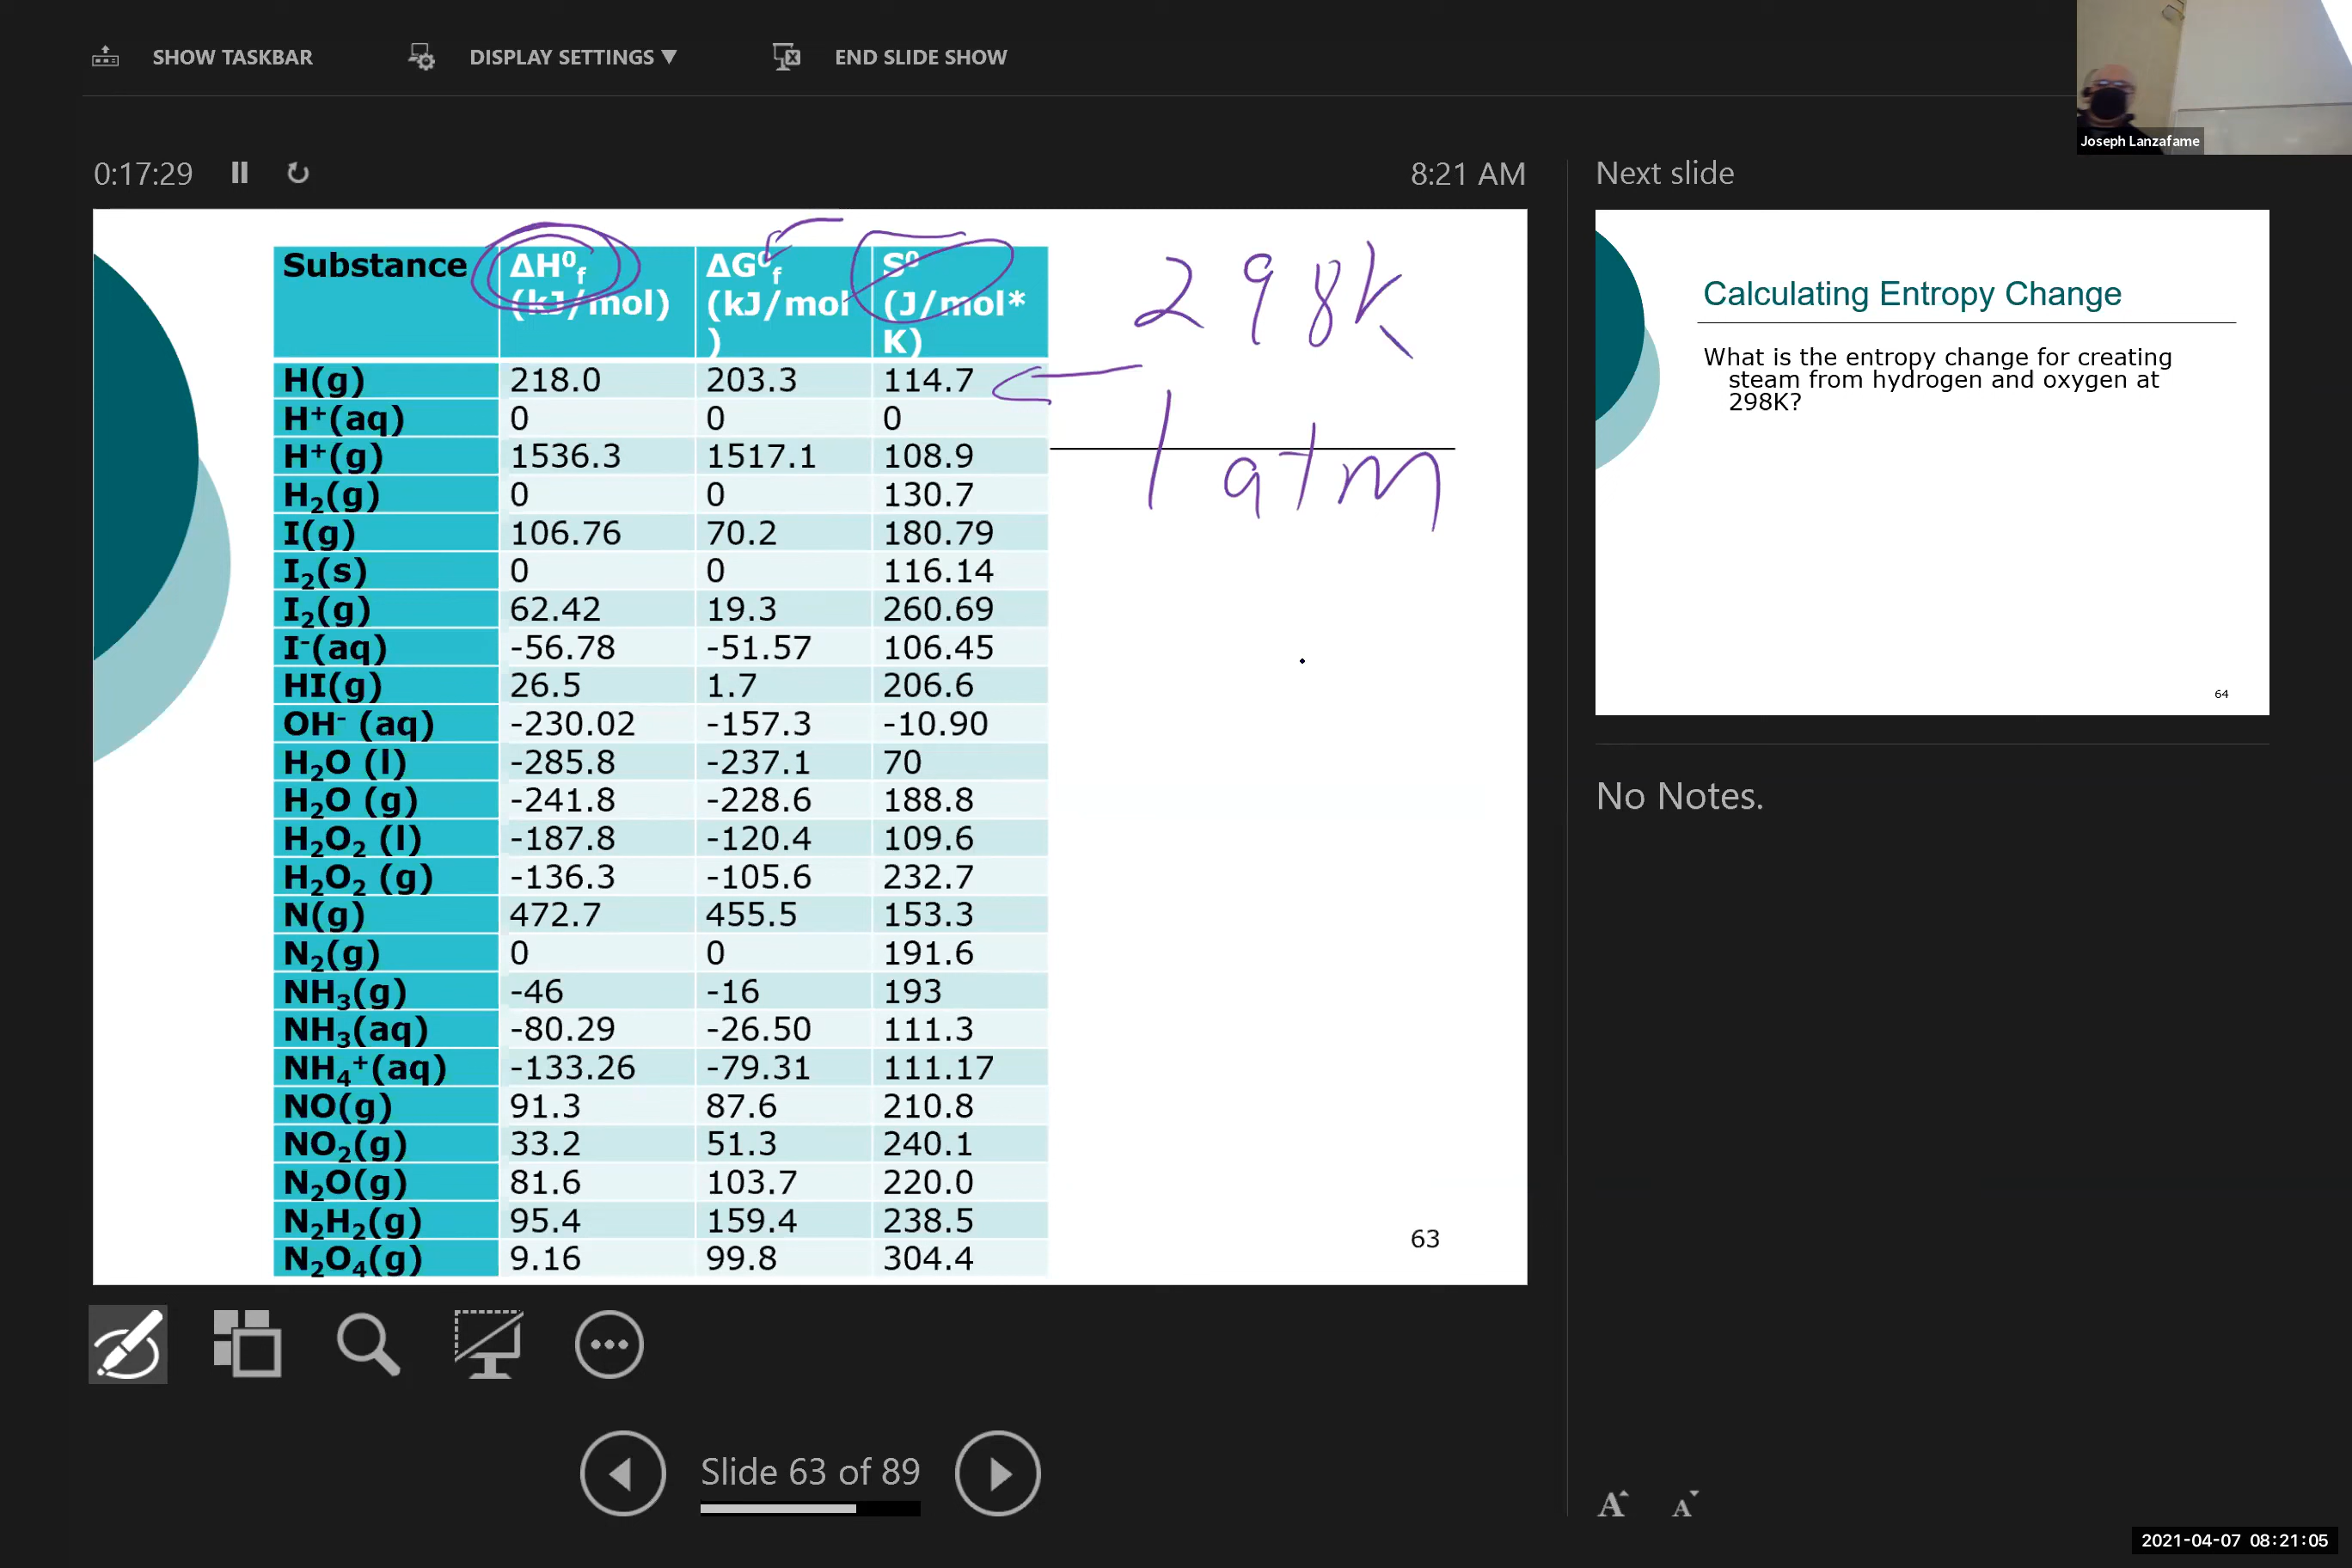 SHOW TASKBAR DISPLAY SETTINGS ▼ END SLIDE SHOW
Joseph Lanzafame
0:17:29 8:21 AM
Substance ΔH⁰f (kJ/mol) ΔG⁰f (kJ/mol) S⁰ (J/mol*K)
H(g) 218.0 203.3 114.7
H⁺(aq) 0 0 0
H⁺(g) 1536.3 1517.1 108.9
H₂(g) 0 0 130.7
I(g) 106.76 70.2 180.79
I₂(s) 0 0 116.14
I₂(g) 62.42 19.3 260.69
I⁻(aq) -56.78 -51.57 106.45
HI(g) 26.5 1.7 206.6
OH⁻ (aq) -230.02 -157.3 -10.90
H₂O (l) -285.8 -237.1 70
H₂O (g) -241.8 -228.6 188.8
H₂O₂ (l) -187.8 -120.4 109.6
H₂O₂ (g) -136.3 -105.6 232.7
N(g) 472.7 455.5 153.3
N₂(g) 0 0 191.6
NH₃(g) -46 -16 193
NH₃(aq) -80.29 -26.50 111.3
NH₄⁺(aq) -133.26 -79.31 111.17
NO(g) 91.3 87.6 210.8
NO₂(g) 33.2 51.3 240.1
N₂O(g) 81.6 103.7 220.0
N₂H₂(g) 95.4 159.4 238.5
N₂O₄(g) 9.16 99.8 304.4
298K
1 atm
63
Slide 63 of 89
Next slide
Calculating Entropy Change
What is the entropy change for creating
steam from hydrogen and oxygen at
298K?
64
No Notes.
A A
2021-04-07 08:21:05